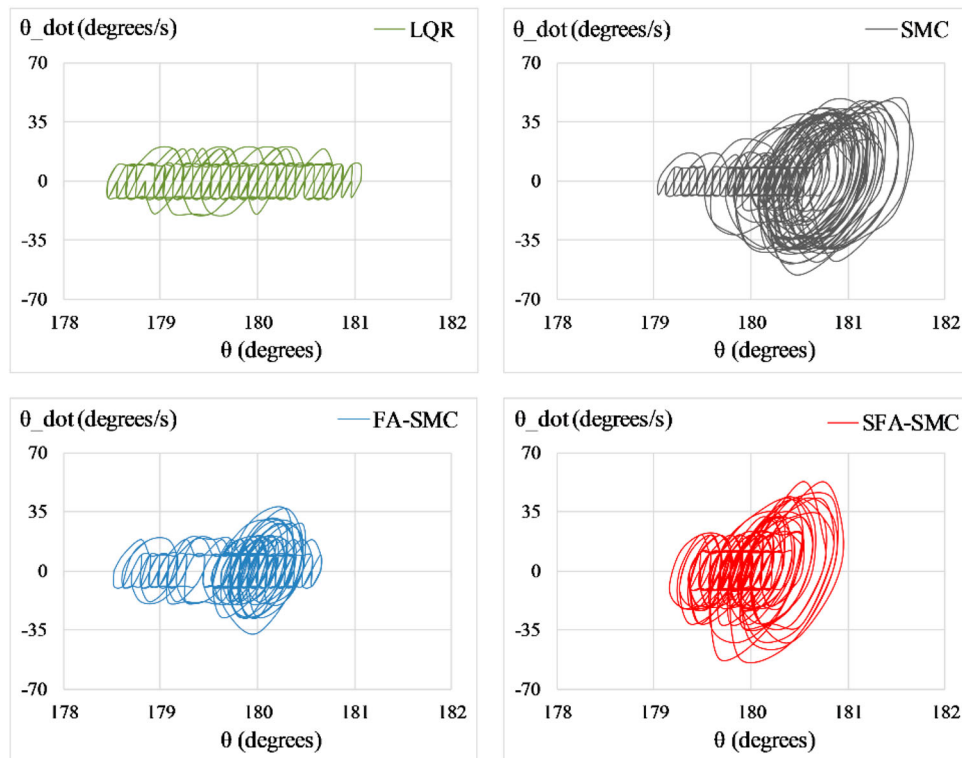 θ_dot (degrees/s) LQR
70
35
0
-35
-70
178 179 180 181 182
θ (degrees)
θ_dot (degrees/s) SMC
70
35
0
-35
-70
178 179 180 181 182
θ (degrees)
θ_dot (degrees/s) FA-SMC
70
35
0
-35
-70
178 179 180 181 182
θ (degrees)
θ_dot (degrees/s) SFA-SMC
70
35
0
-35
-70
178 179 180 181 182
θ (degrees)